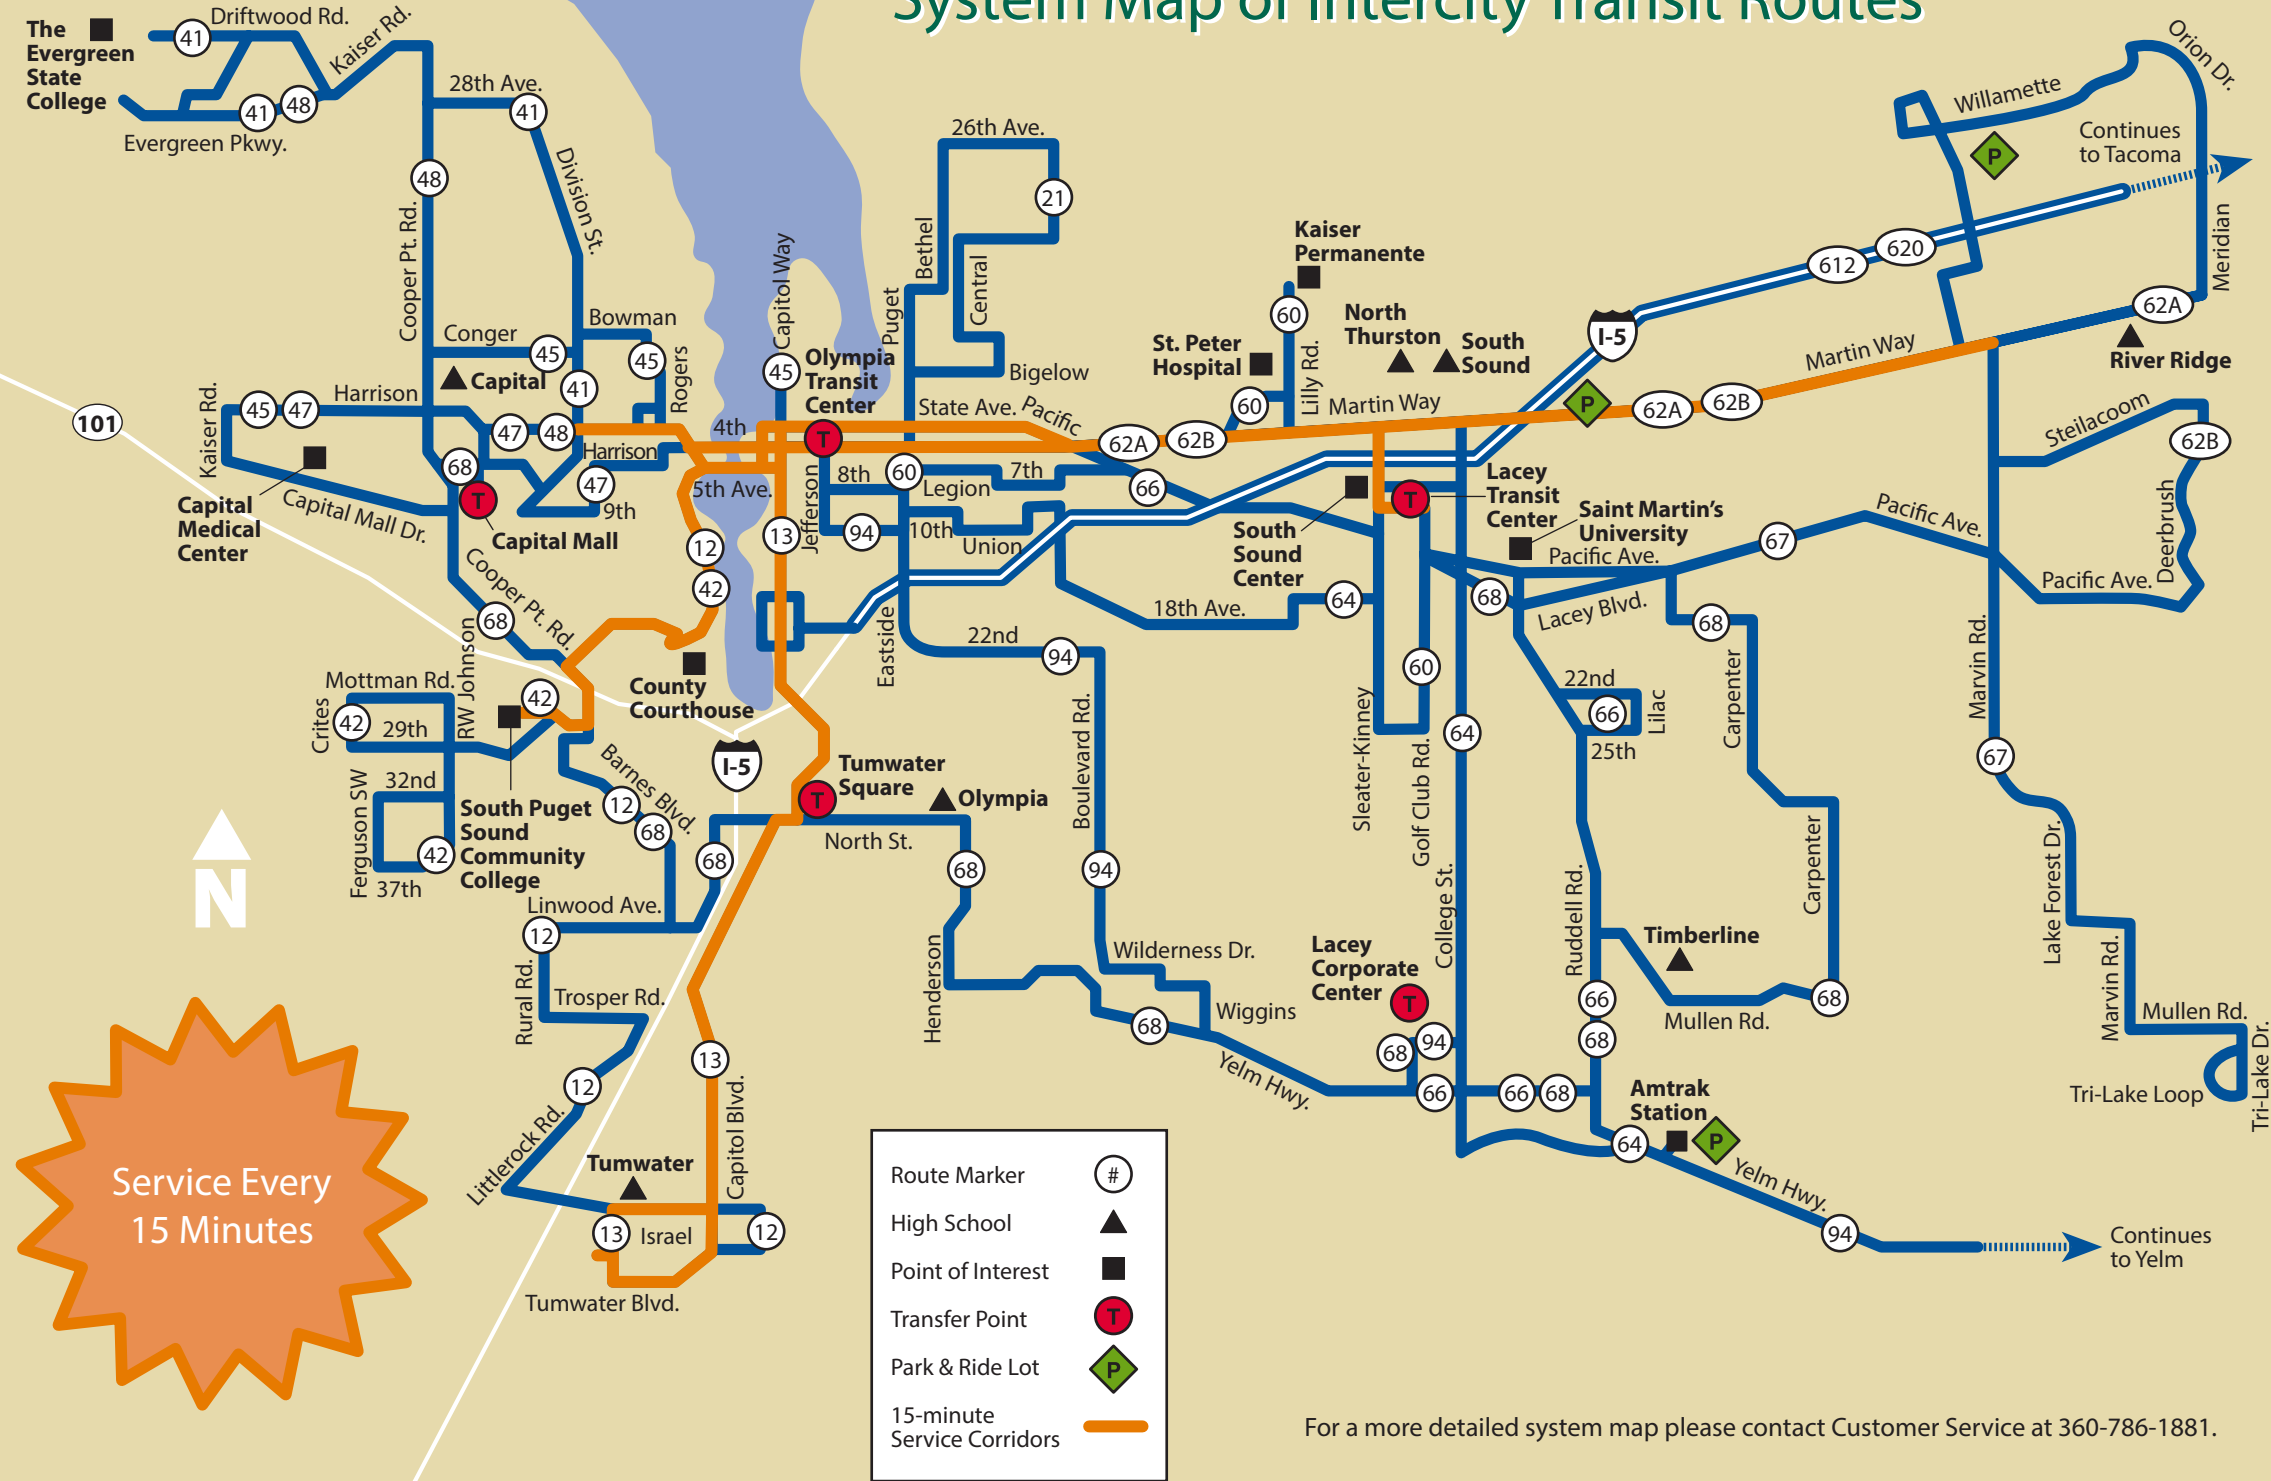 System Map of Intercity Transit Routes
The
Evergreen
State
College
41
Driftwood Rd.
Kaiser Rd.
41
48
Evergreen Pkwy.
28th Ave.
41
Division St.
48
Cooper Pt. Rd.
Conger
45
Bowman
45
Rogers
41
Capital
Kaiser Rd.
45
47
Harrison
101
47
48
Harrison
68
T
47
9th
Capital
Medical
Center
Capital Mall Dr.
Capital Mall
Cooper Pt. Rd.
68
4th
5th Ave.
12
42
13
Capitol Way
45
Olympia
Transit
Center
T
Jefferson
8th
94
60
Legion
7th
10th
Union
66
State Ave.
Pacific
Puget
Bethel
26th Ave.
21
Central
Bigelow
Kaiser
Permanente
60
Lilly Rd.
St. Peter
Hospital
60
North
Thurston
South
Sound
62A
62B
Martin Way
I-5
P
62A
62B
Martin Way
612
620
Willamette
P
Orion Dr.
Continues
to Tacoma
Meridian
62A
River Ridge
Steilacoom
62B
Deerbrush
Pacific Ave.
Pacific Ave.
67
Lacey
Transit
Center
T
Saint Martin's
University
Pacific Ave.
South
Sound
Center
68
Lacey Blvd.
68
64
18th Ave.
Eastside
22nd
94
Boulevard Rd.
94
Sleater-Kinney
60
Golf Club Rd.
64
College St.
22nd
66
Lilac
25th
Carpenter
Carpenter
Marvin Rd.
67
Lake Forest Dr.
Marvin Rd.
Mullen Rd.
Tri-Lake Dr.
Tri-Lake Loop
Mottman Rd.
RW Johnson
Crites
42
29th
42
32nd
Ferguson SW
42
37th
South Puget
Sound
Community
College
County
Courthouse
I-5
Barnes Blvd.
12
68
Tumwater
Square
T
Olympia
North St.
68
68
Henderson
Linwood Ave.
12
Rural Rd.
Trosper Rd.
12
Littlerock Rd.
13
Capitol Blvd.
Tumwater
13
Israel
12
Tumwater Blvd.
Wilderness Dr.
Wiggins
68
Yelm Hwy.
Lacey
Corporate
Center
T
68
94
66
66
68
Ruddell Rd.
66
68
Timberline
Mullen Rd.
68
Amtrak
Station
64
P
Yelm Hwy.
94
Continues
to Yelm
N
Service Every
15 Minutes
Route Marker
#
High School
Point of Interest
Transfer Point
T
Park & Ride Lot
P
15-minute
Service Corridors
For a more detailed system map please contact Customer Service at 360-786-1881.